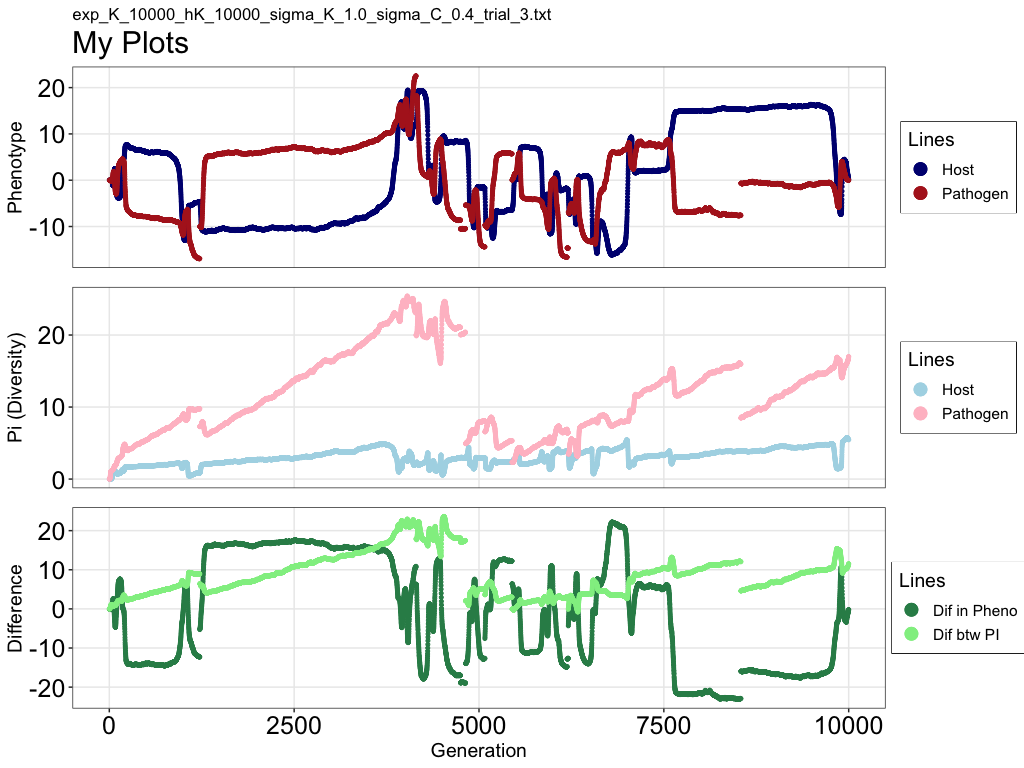 exp_K_10000_hK_10000_sigma_K_1.0_sigma_C_0.4_trial_3.txt
My Plots
Phenotype
20
10
0
-10
Lines
Host
Pathogen
Pi (Diversity)
20
10
0
Lines
Host
Pathogen
Difference
20
10
0
-10
-20
Lines
Dif in Pheno
Dif btw PI
0
2500
5000
7500
10000
Generation